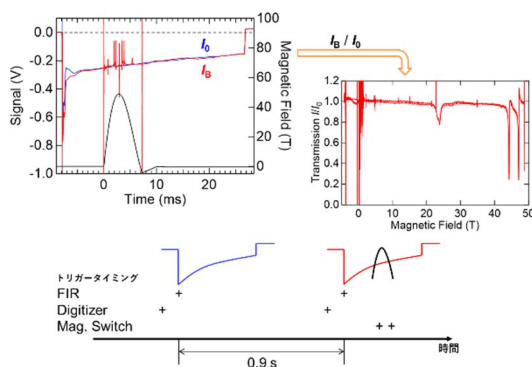 0.0
-0.2
-0.4
-0.6
-0.8
-1.0
Signal (V)
I0
IB
100
80
60
40
20
0
Magnetic Field (T)
0
10
20
Time (ms)
IB / I0
1.2
1.0
0.8
0.6
0.4
0.2
0.0
Transmission I/I0
0
10
20
30
40
50
Magnetic Field (T)
トリガータイミング
FIR
Digitizer
Mag. Switch
時間
0.9 s